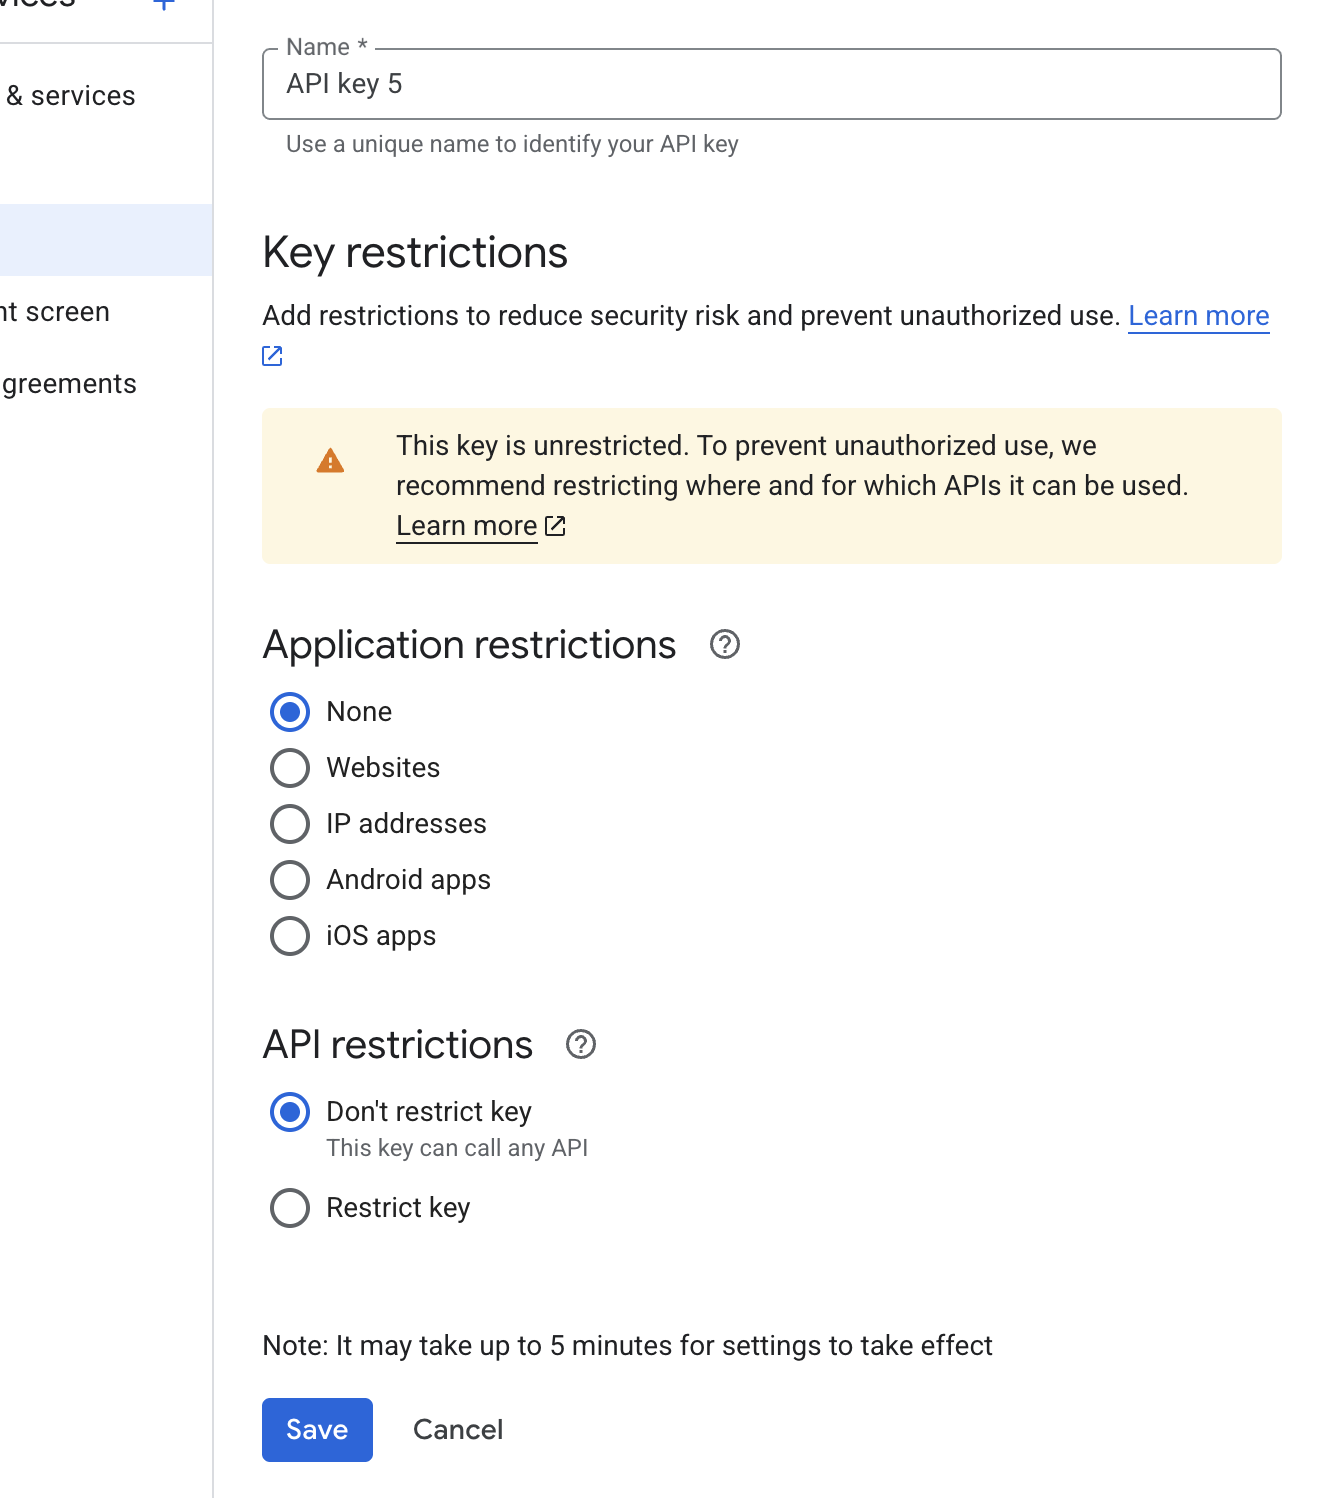 & services
nt screen
greements
Name *
API key 5
Use a unique name to identify your API key
Key restrictions
Add restrictions to reduce security risk and prevent unauthorized use. Learn more
This key is unrestricted. To prevent unauthorized use, we
recommend restricting where and for which APIs it can be used.
Learn more
Application restrictions
None
Websites
IP addresses
Android apps
iOS apps
API restrictions
Don't restrict key
This key can call any API
Restrict key
Note: It may take up to 5 minutes for settings to take effect
Save Cancel